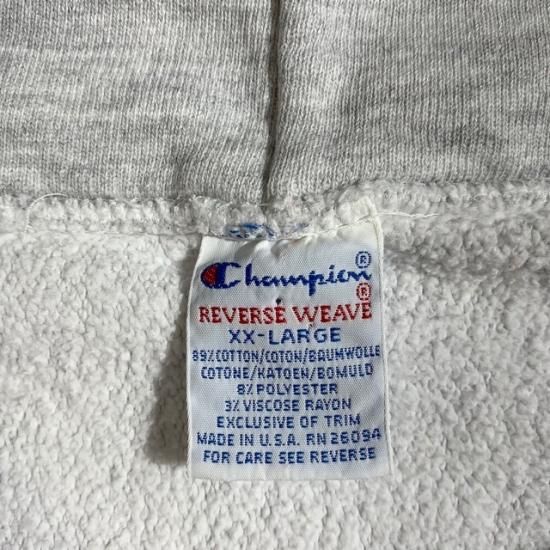 Champion®
REVERSE WEAVE®
XX-LARGE
89% COTTON/COTON/BAUMWOLLE
COTONE/KATOEN/BOMULD
8% POLYESTER
3% VISCOSE RAYON
EXCLUSIVE OF TRIM
MADE IN U.S.A. RN 26094
FOR CARE SEE REVERSE